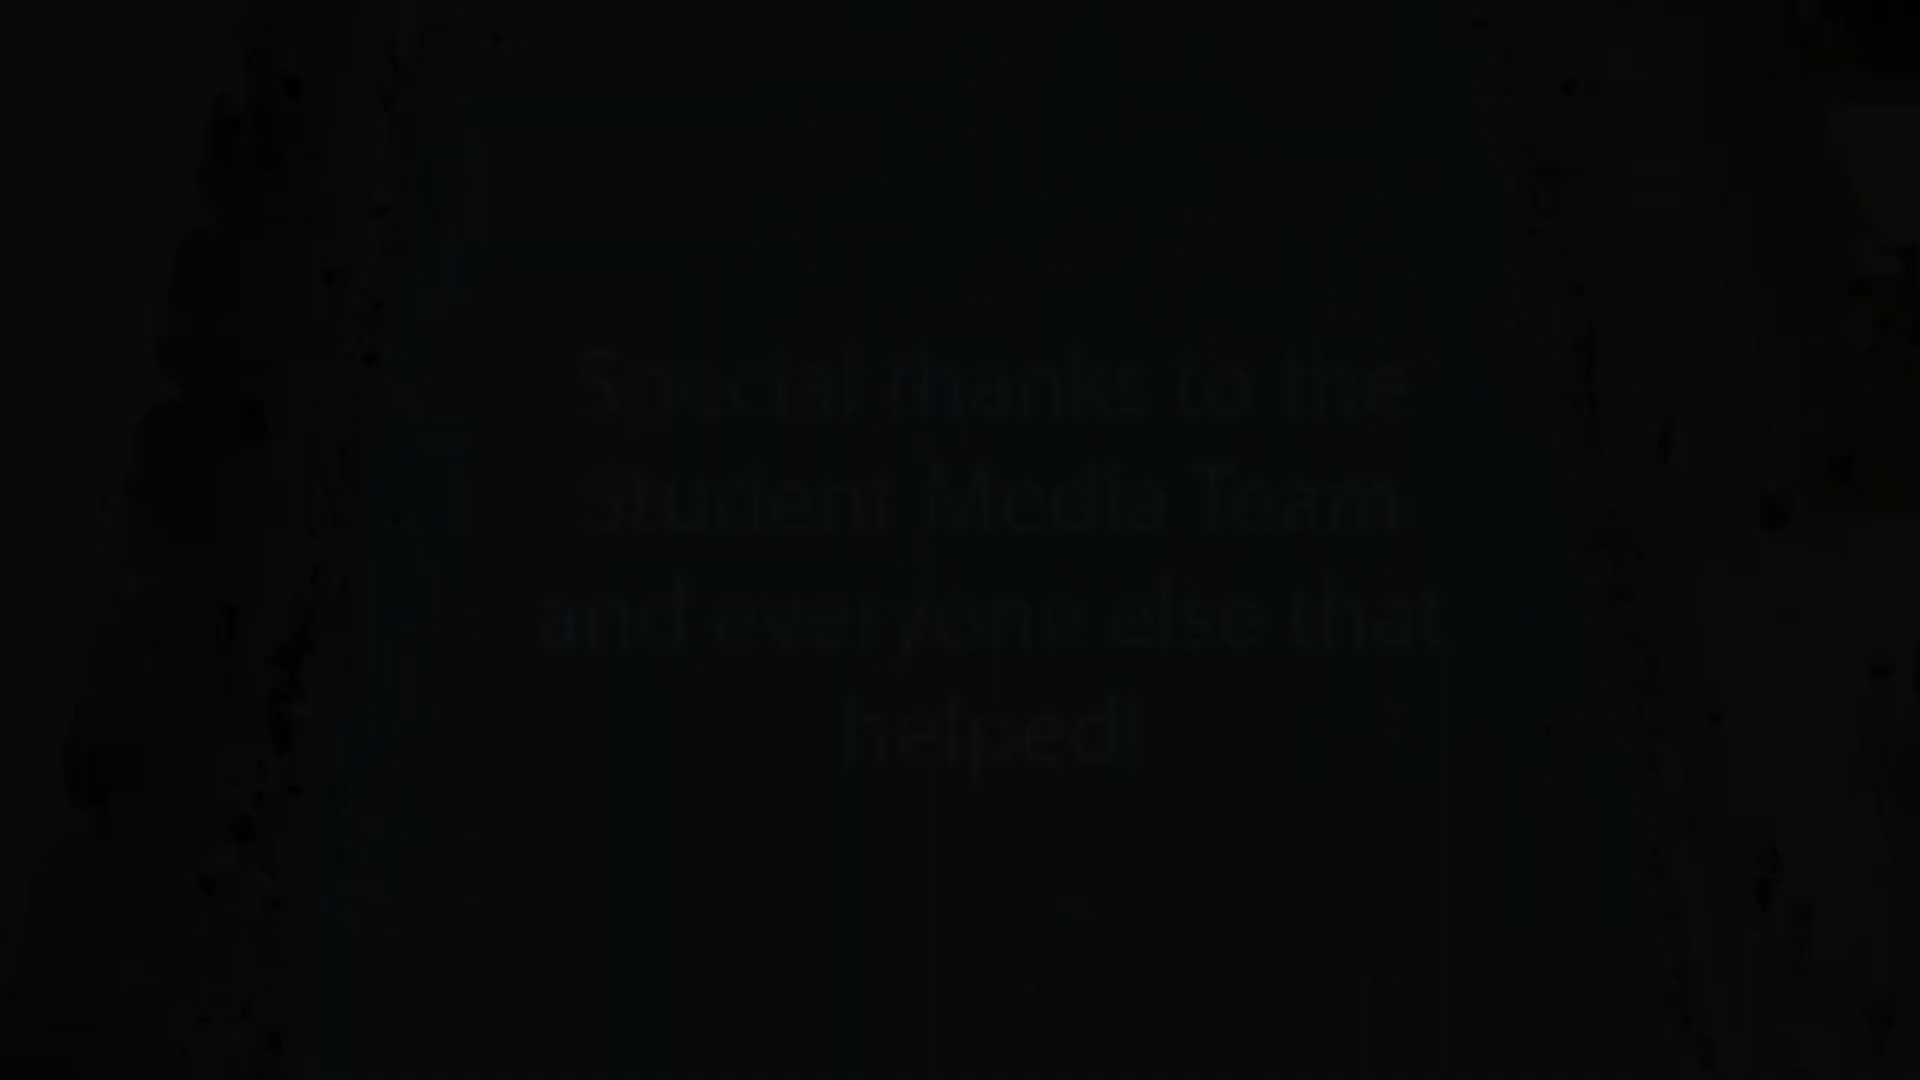 Special thanks to the
Student Media Team
and everyone else that
helped!